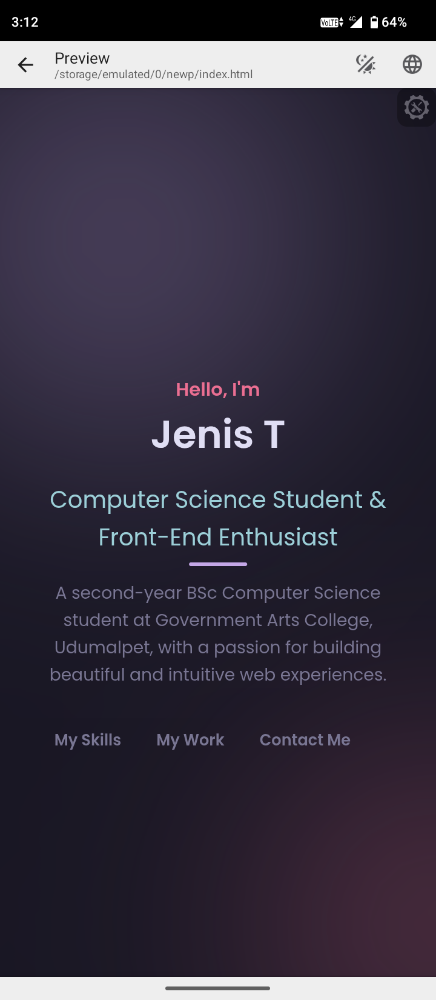 3:12 VoLTE 4G 64%
Preview
/storage/emulated/0/newp/index.html
Hello, I'm
Jenis T
Computer Science Student &
Front-End Enthusiast
A second-year BSc Computer Science
student at Government Arts College,
Udumalpet, with a passion for building
beautiful and intuitive web experiences.
My Skills My Work Contact Me